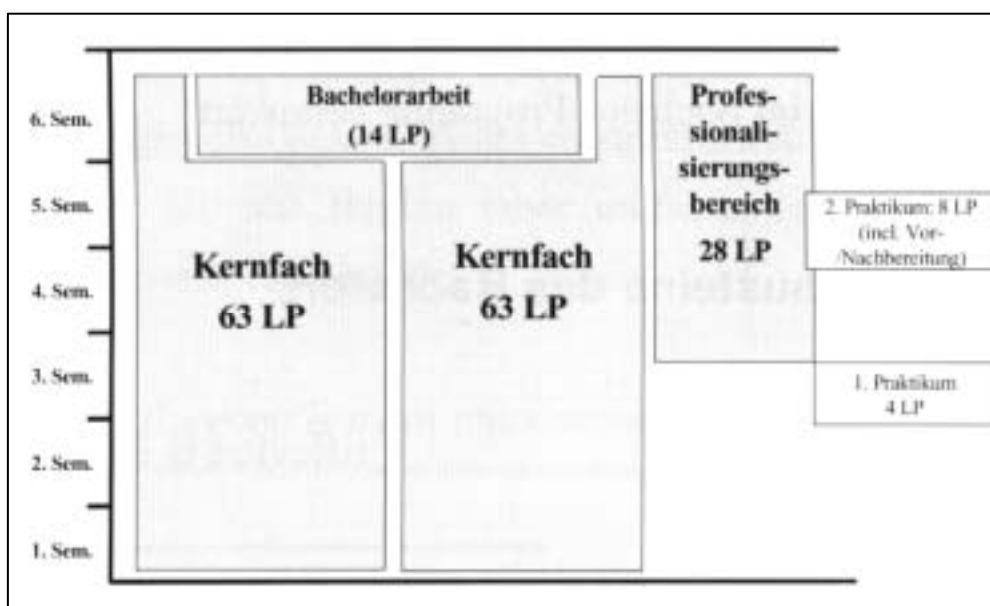 6. Sem.
5. Sem.
4. Sem.
3. Sem.
2. Sem.
1. Sem.
Bachelorarbeit
(14 LP)
Kernfach
63 LP
Kernfach
63 LP
Profes-
sionali-
sierungs-
bereich
28 LP
2. Praktikum: 8 LP
(incl. Vor-
/Nachbereitung)
1. Praktikum
4 LP